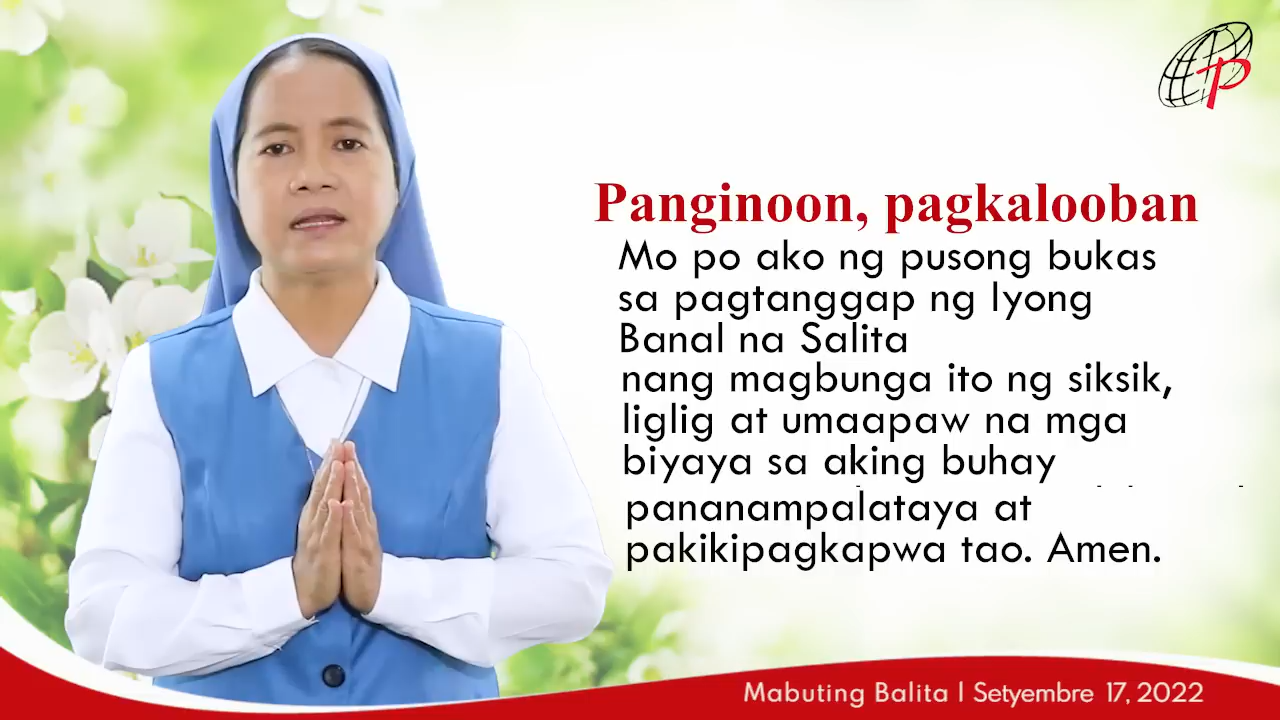 Panginoon, pagkalooban
Mo po ako ng pusong bukas
sa pagtanggap ng Iyong
Banal na Salita
nang magbunga ito ng siksik,
liglig at umaapaw na mga
biyaya sa aking buhay
pananampalataya at
pakikipagkapwa tao. Amen.
Mabuting Balita | Setyembre 17, 2022